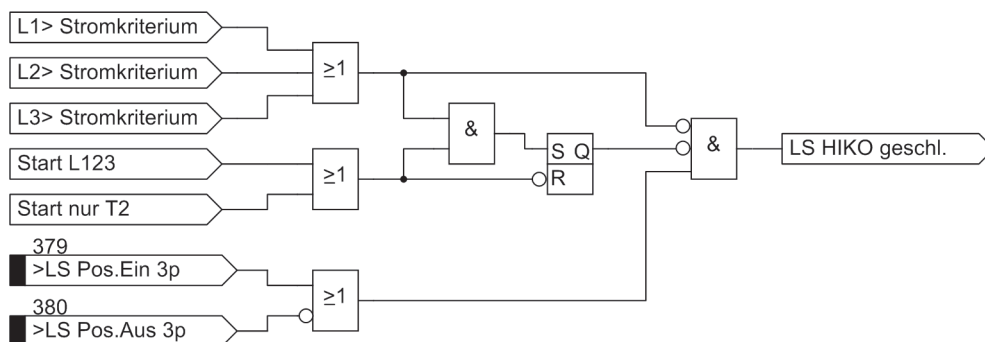 L1> Stromkriterium
L2> Stromkriterium
L3> Stromkriterium
≥1
Start L123
Start nur T2
≥1
&
S Q
R
&
LS HIKO geschl.
379
>LS Pos.Ein 3p
380
>LS Pos.Aus 3p
≥1